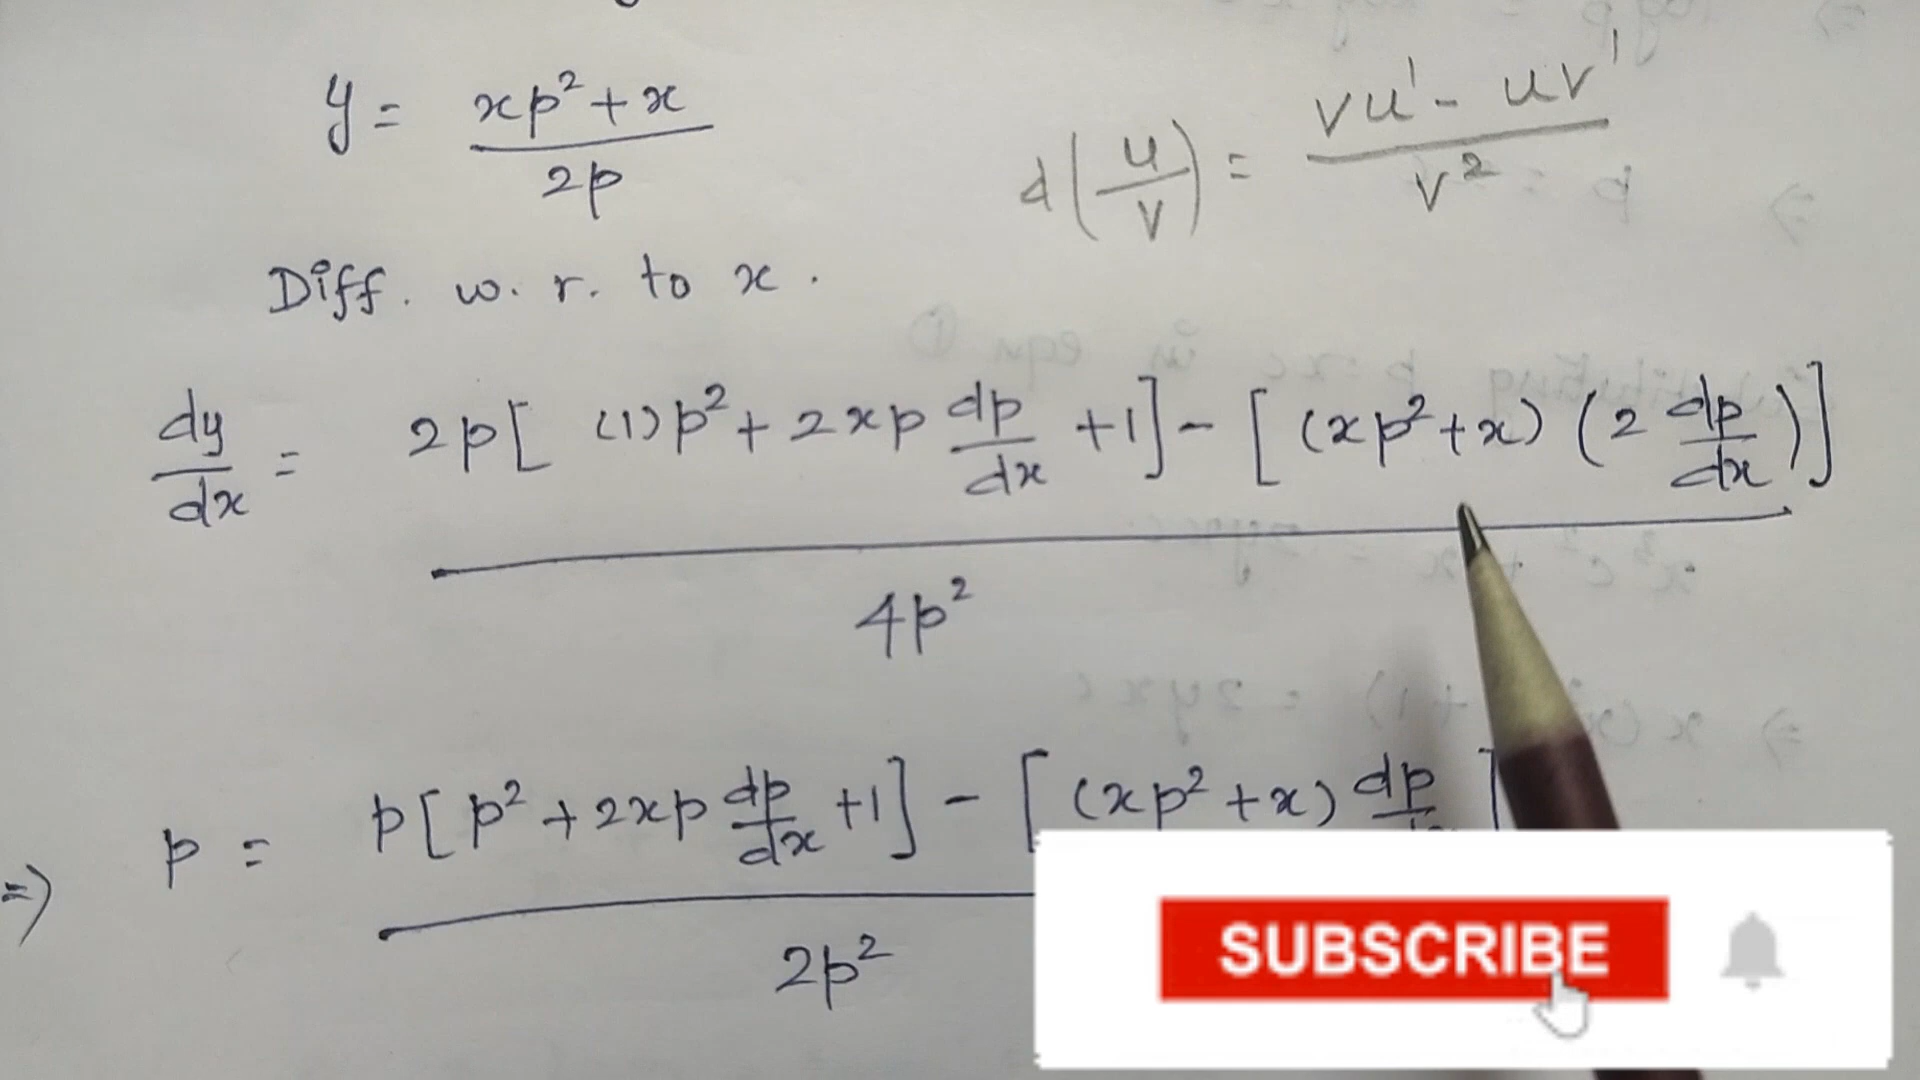 y = (xp² + x) / 2p
d(u/v) = (vu' - uv') / v²
Diff. w. r. to x.
dy/dx = 2p[ (1)p² + 2xp dp/dx + 1] - [(xp² + x) (2 dp/dx)] / 4p²
=> p = p[p² + 2xp dp/dx + 1] - [(xp² + x) dp ] / 2p²
SUBSCRIBE